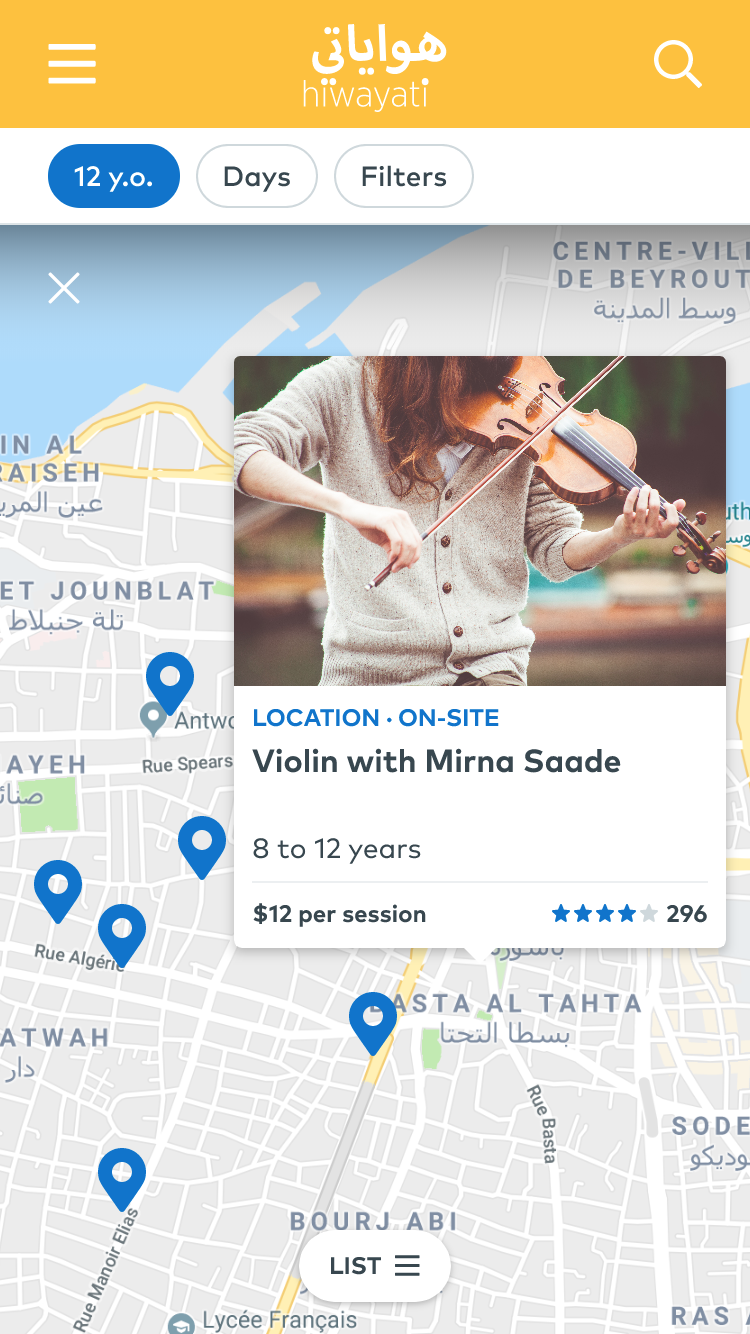 هواياتي
hiwayati
12 y.o.
Days
Filters
CENTRE-VILL
DE BEYROUT
وسط المدينة
IN AL
RAISEH
عين المري
ET JOUNBLAT
تلة جنبلاط
Antwo
Rue Spears
AYEH
صنائ
LOCATION · ON-SITE
Violin with Mirna Saade
8 to 12 years
$12 per session
296
Rue Algérie
BASTA AL TAHTA
بسطا التحتا
ATWAH
دار
Rue Basta
SODE
وديكو
BOURJ ABI
LIST
Rue Manoir Elias
Lycée Français
RAS